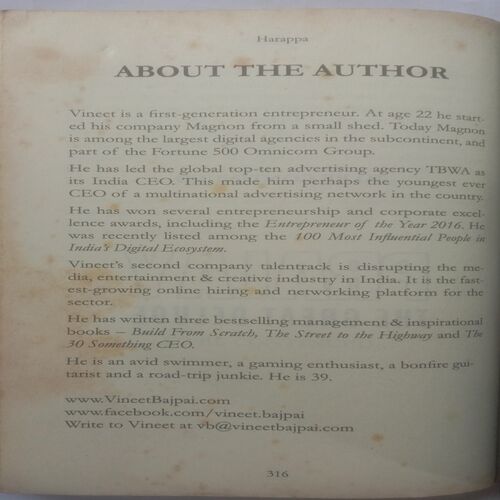 Harappa
ABOUT THE AUTHOR
Vineet is a first-generation entrepreneur. At age 22 he start-
ed his company Magnon from a small shed. Today Magnon
is among the largest digital agencies in the subcontinent, and
part of the Fortune 500 Omnicom Group.
He has led the global top-ten advertising agency TBWA as
its India CEO. This made him perhaps the youngest ever
CEO of a multinational advertising network in the country.
He has won several entrepreneurship and corporate excel-
lence awards, including the Entrepreneur of the Year 2016. He
was recently listed among the 100 Most Influential People in
India's Digital Ecosystem.
Vineet's second company talentrack is disrupting the me-
dia, entertainment & creative industry in India. It is the fast-
est-growing online hiring and networking platform for the
sector.
He has written three bestselling management & inspirational
books – Build From Scratch, The Street to the Highway and The
30 Something CEO.
He is an avid swimmer, a gaming enthusiast, a bonfire gui-
tarist and a road-trip junkie. He is 39.
www.VineetBajpai.com
www.facebook.com/vineet.bajpai
Write to Vineet at vb@vineetbajpai.com
316